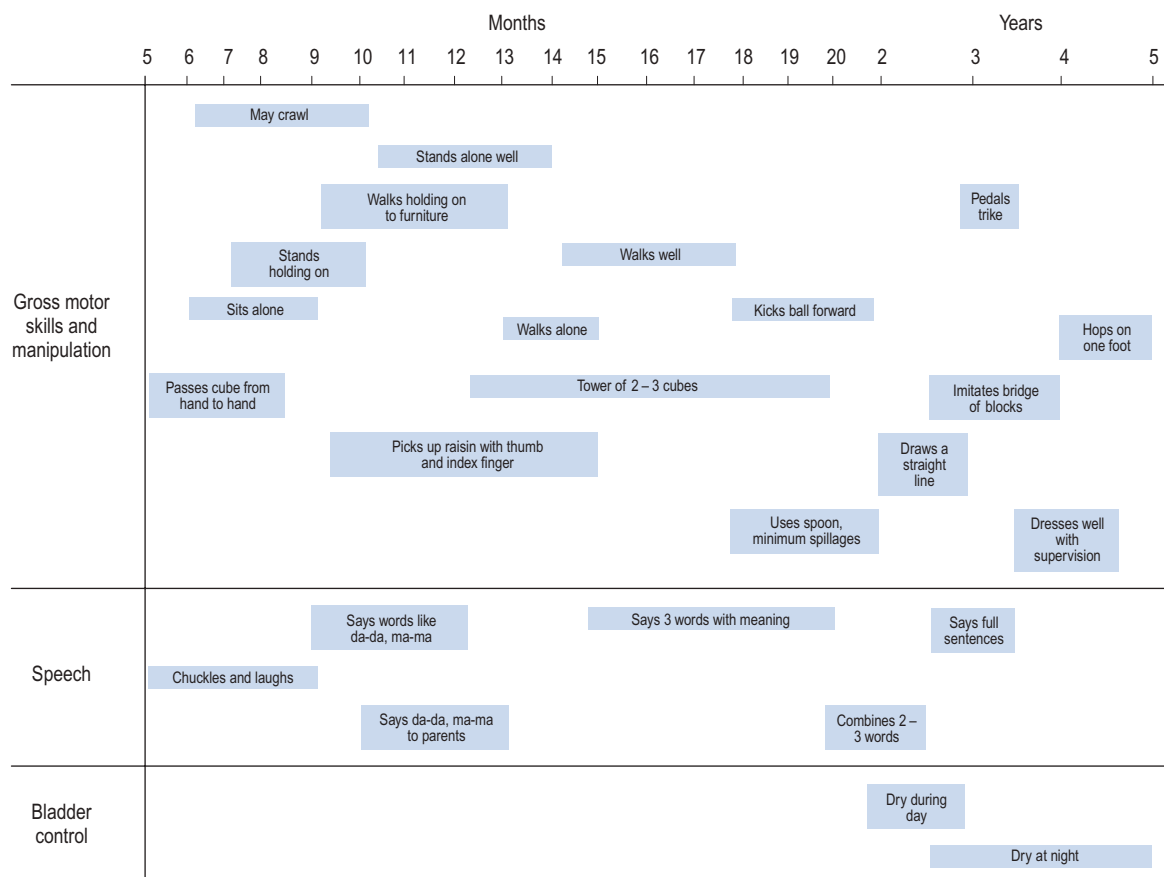 Months Years
5 6 7 8 9 10 11 12 13 14 15 16 17 18 19 20 2 3 4 5
Gross motor
skills and
manipulation
May crawl
Stands alone well
Walks holding on
to furniture
Pedals
trike
Stands
holding on
Walks well
Sits alone
Kicks ball forward
Walks alone
Hops on
one foot
Passes cube from
hand to hand
Tower of 2 – 3 cubes
Imitates bridge
of blocks
Picks up raisin with thumb
and index finger
Draws a
straight
line
Uses spoon,
minimum spillages
Dresses well
with
supervision
Speech
Says words like
da-da, ma-ma
Says 3 words with meaning
Says full
sentences
Chuckles and laughs
Says da-da, ma-ma
to parents
Combines 2 –
3 words
Bladder
control
Dry during
day
Dry at night